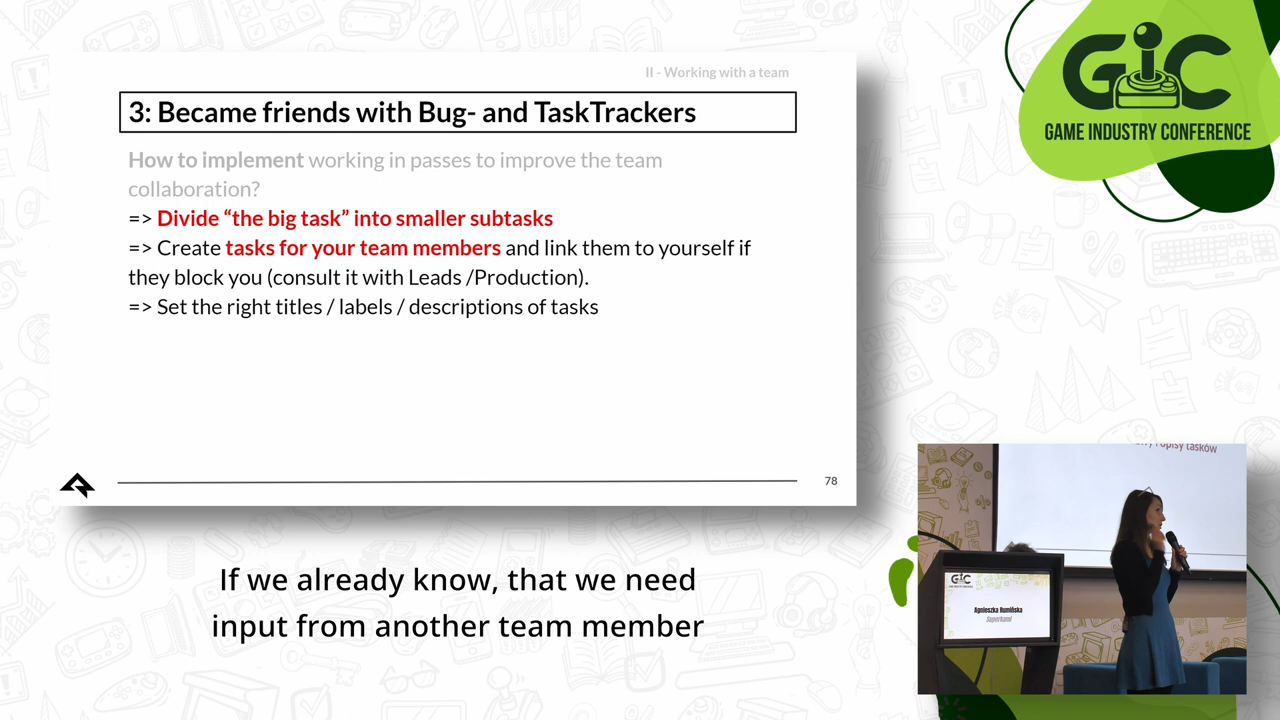 II - Working with a team
3: Became friends with Bug- and TaskTrackers
How to implement working in passes to improve the team
collaboration?
=> Divide “the big task” into smaller subtasks
=> Create tasks for your team members and link them to yourself if
they block you (consult it with Leads /Production).
=> Set the right titles / labels / descriptions of tasks
78
If we already know, that we need
input from another team member
GIC
GAME INDUSTRY CONFERENCE
opisy tasków
GIC
Agnieszka Rumińska
Superkami